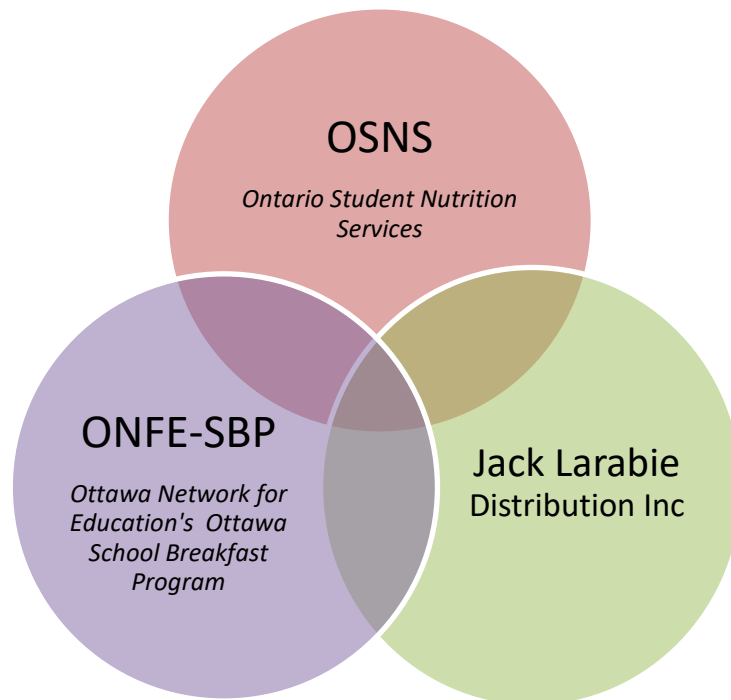 OSNS
Ontario Student Nutrition
Services
ONFE-SBP
Ottawa Network for
Education's  Ottawa
School Breakfast
Program
Jack Larabie
Distribution Inc